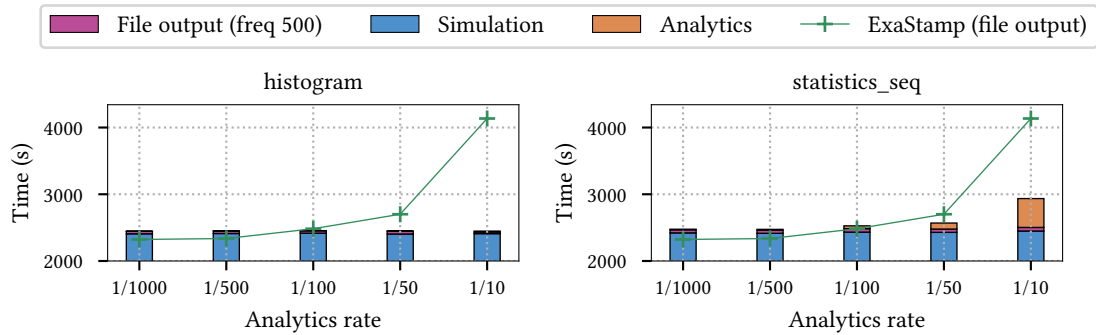 File output (freq 500) Simulation Analytics ExaStamp (file output)
histogram
Time (s)
4000
3000
2000
1/1000 1/500 1/100 1/50 1/10
Analytics rate
statistics_seq
Time (s)
4000
3000
2000
1/1000 1/500 1/100 1/50 1/10
Analytics rate